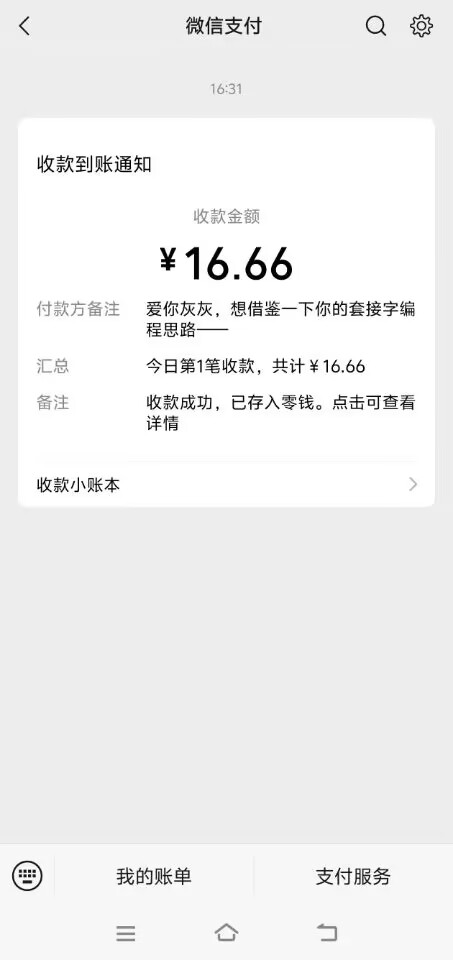 微信支付
16:31
收款到账通知
收款金额
¥16.66
付款方备注 爱你灰灰，想借鉴一下你的套接字编
程思路——
汇总 今日第1笔收款，共计¥16.66
备注 收款成功，已存入零钱。点击可查看
详情
收款小账本
我的账单 支付服务